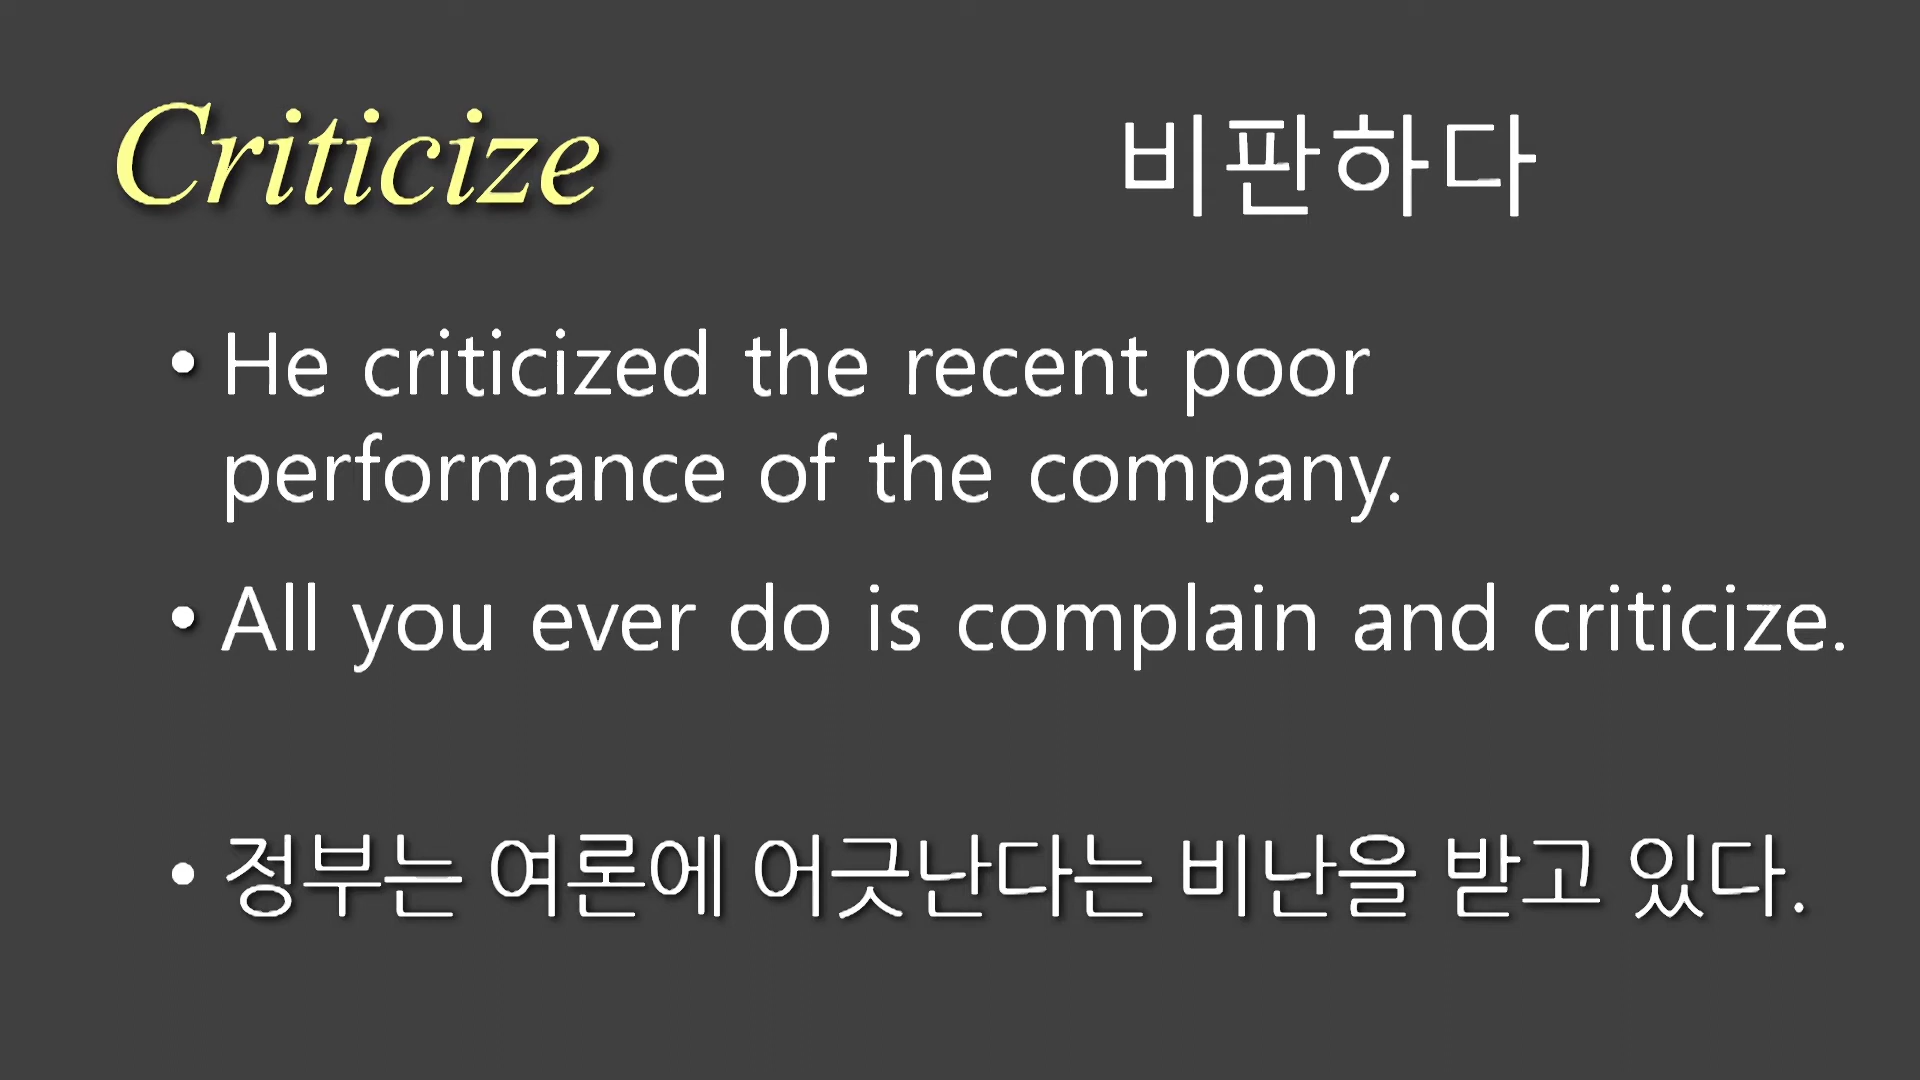 Criticize 비판하다
• He criticized the recent poor
performance of the company.
• All you ever do is complain and criticize.
• 정부는 여론에 어긋난다는 비난을 받고 있다.